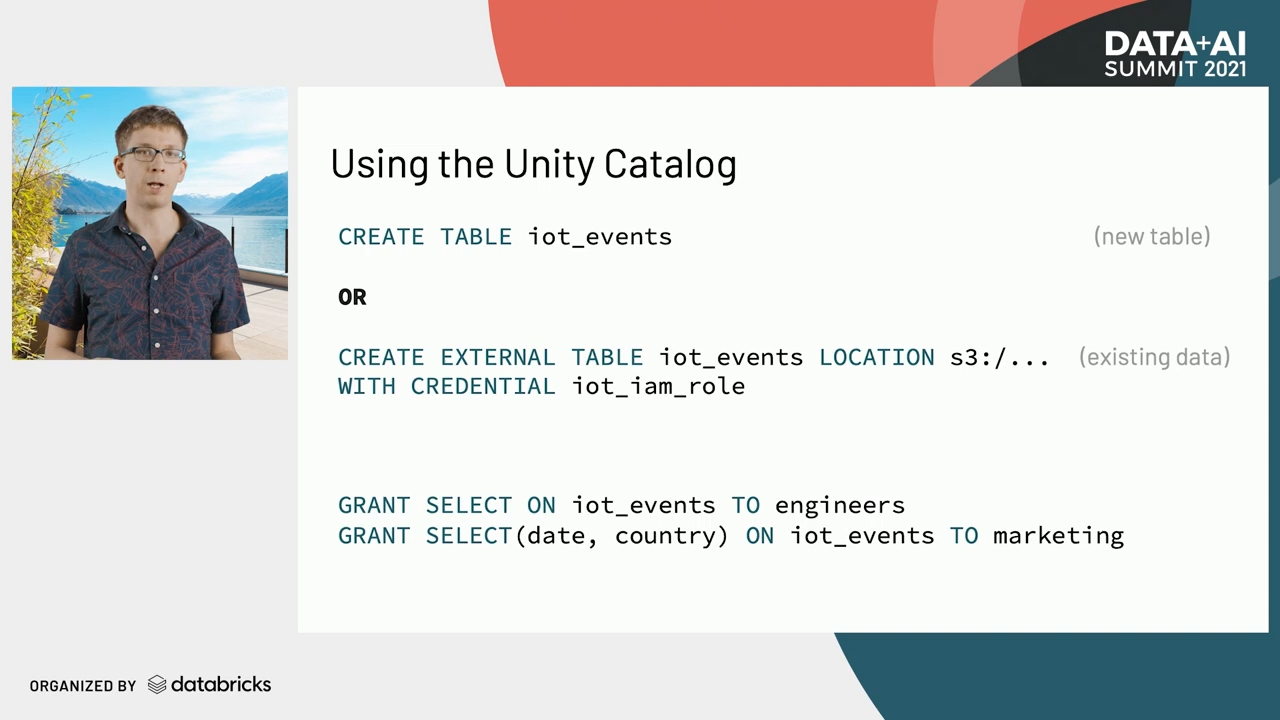 DATA+AI
SUMMIT 2021
Using the Unity Catalog
CREATE TABLE iot_events (new table)
OR
CREATE EXTERNAL TABLE iot_events LOCATION s3:/... (existing data)
WITH CREDENTIAL iot_iam_role
GRANT SELECT ON iot_events TO engineers
GRANT SELECT(date, country) ON iot_events TO marketing
ORGANIZED BY databricks